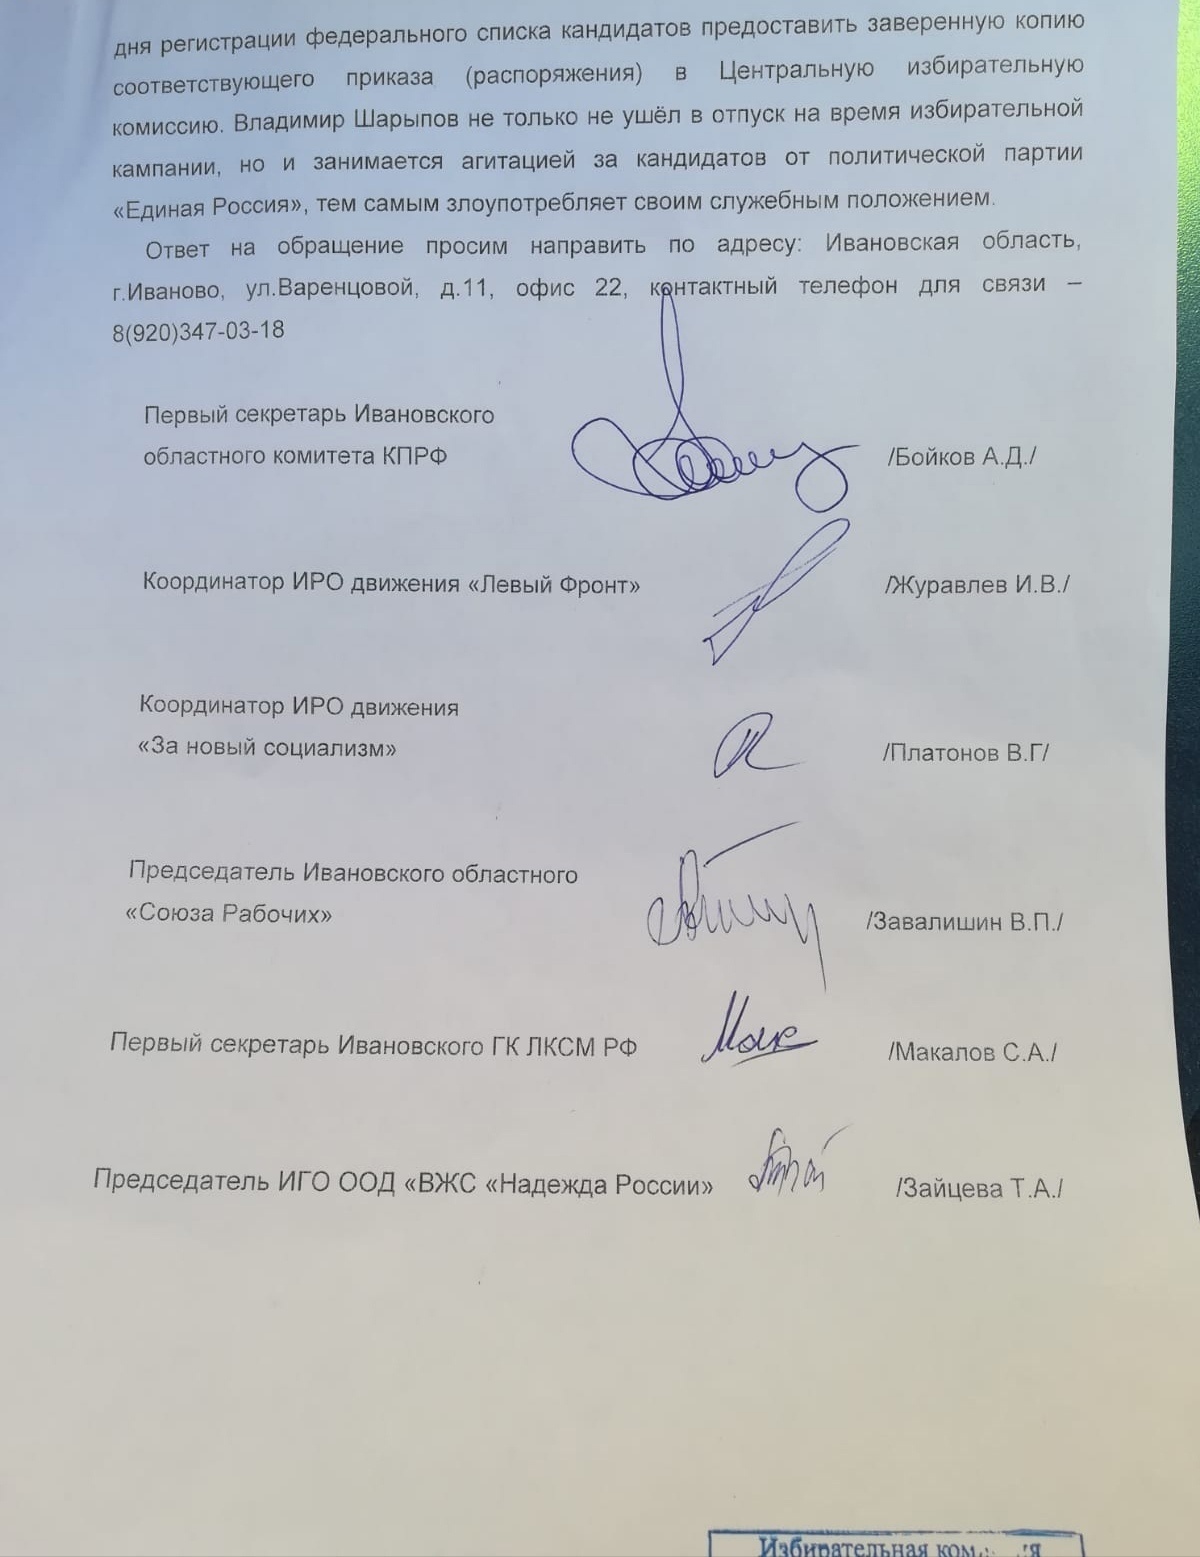 дня регистрации федерального списка кандидатов предоставить заверенную копию
соответствующего приказа (распоряжения) в Центральную избирательную
комиссию. Владимир Шарыпов не только не ушёл в отпуск на время избирательной
кампании, но и занимается агитацией за кандидатов от политической партии
«Единая Россия», тем самым злоупотребляет своим служебным положением.
Ответ на обращение просим направить по адресу: Ивановская область,
г.Иваново, ул.Варенцовой, д.11, офис 22, контактный телефон для связи –
8(920)347-03-18
Первый секретарь Ивановского
областного комитета КПРФ /Бойков А.Д./
Координатор ИРО движения «Левый Фронт» /Журавлев И.В./
Координатор ИРО движения
«За новый социализм» /Платонов В.Г/
Председатель Ивановского областного
«Союза Рабочих» /Завалишин В.П./
Первый секретарь Ивановского ГК ЛКСМ РФ Мак /Макалов С.А./
Председатель ИГО ООД «ВЖС «Надежда России» /Зайцева Т.А./
Избирательная